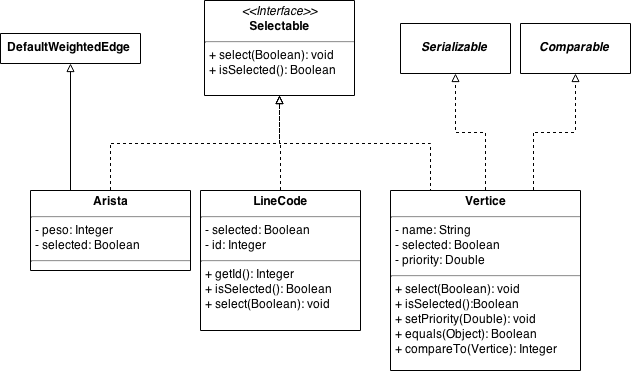 <<Interface>>
Selectable
+ select(Boolean): void
+ isSelected(): Boolean
DefaultWeightedEdge
Serializable
Comparable
Arista
- peso: Integer
- selected: Boolean
LineCode
- selected: Boolean
- id: Integer
+ getId(): Integer
+ isSelected(): Boolean
+ select(Boolean): void
Vertice
- name: String
- selected: Boolean
- priority: Double
+ select(Boolean): void
+ isSelected():Boolean
+ setPriority(Double): void
+ equals(Object): Boolean
+ compareTo(Vertice): Integer